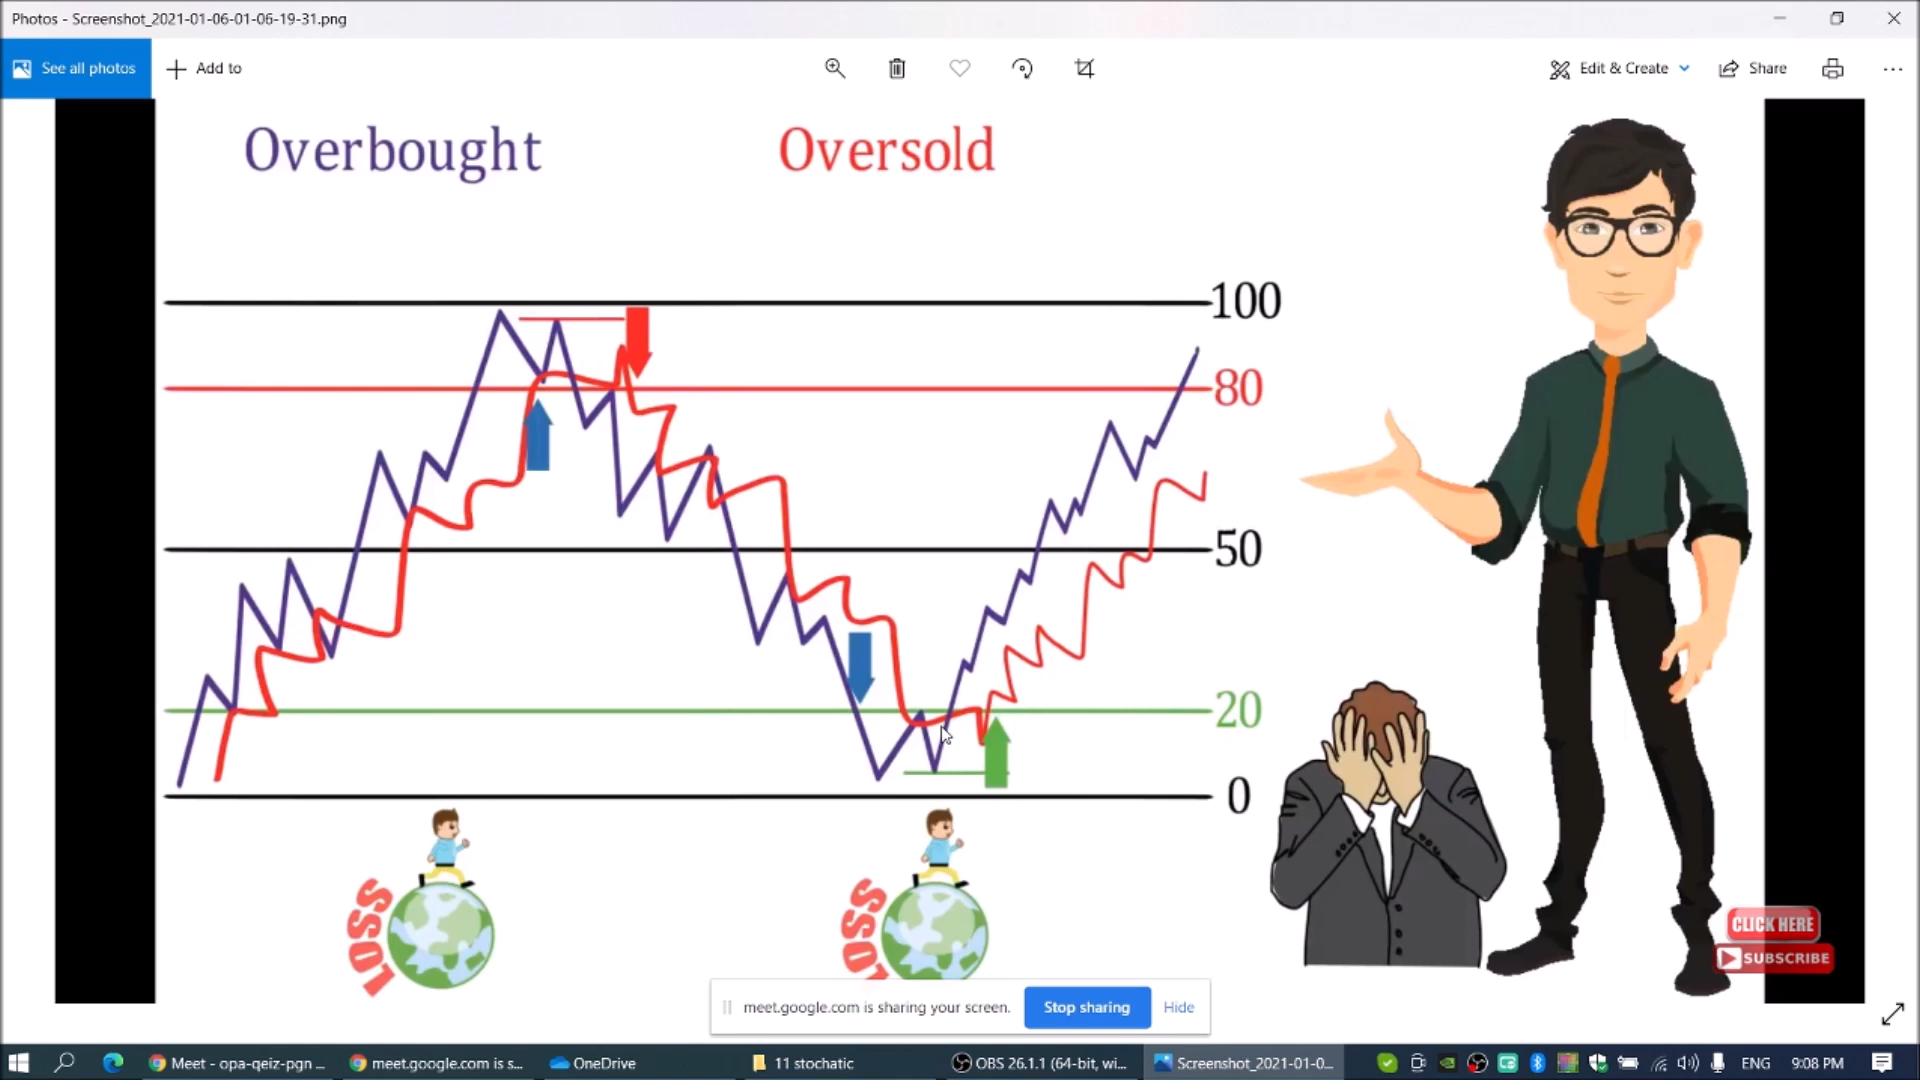 Photos - Screenshot_2021-01-06-01-06-19-31.png
See all photos
Add to
Edit & Create
Share
Overbought
Oversold
100
80
50
20
0
LOSS
LOSS
CLICK HERE
SUBSCRIBE
meet.google.com is sharing your screen.
Stop sharing
Hide
Meet - opa-qeiz-pgn ...
meet.google.com is s...
OneDrive
11 stochatic
OBS 26.1.1 (64-bit, wi...
Screenshot_2021-01-0...
ENG
9:08 PM